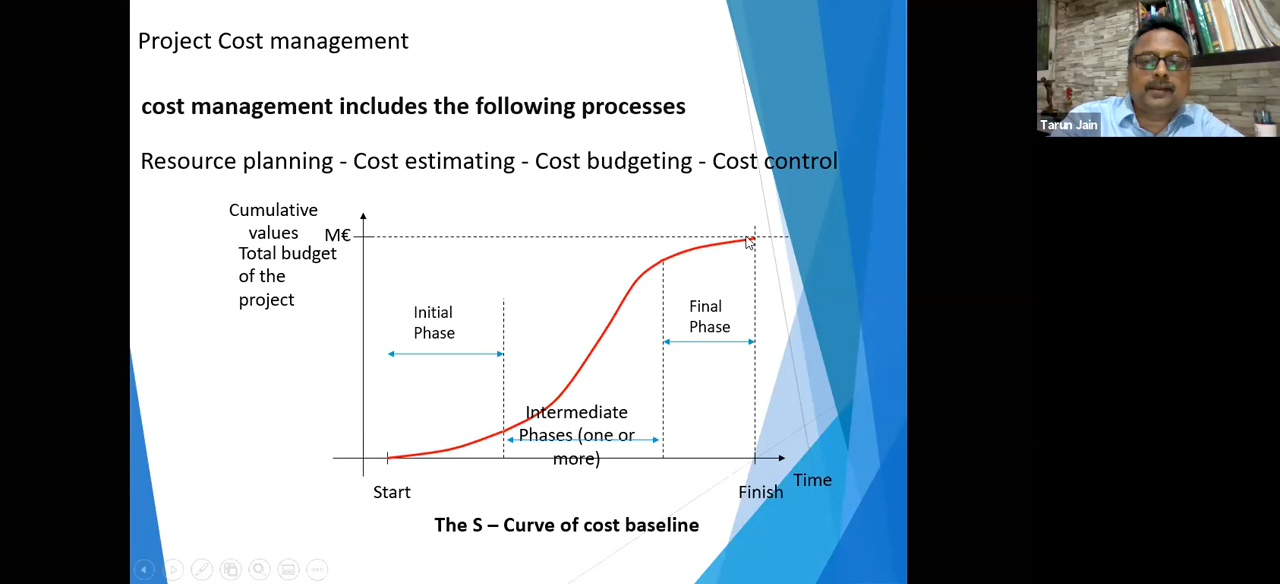 Project Cost management
cost management includes the following processes
Resource planning - Cost estimating - Cost budgeting - Cost control
Cumulative
values
M€
Total budget
of the
project
Initial
Phase
Final
Phase
Intermediate
Phases (one or
more)
Time
Start
Finish
The S – Curve of cost baseline
Tarun Jain